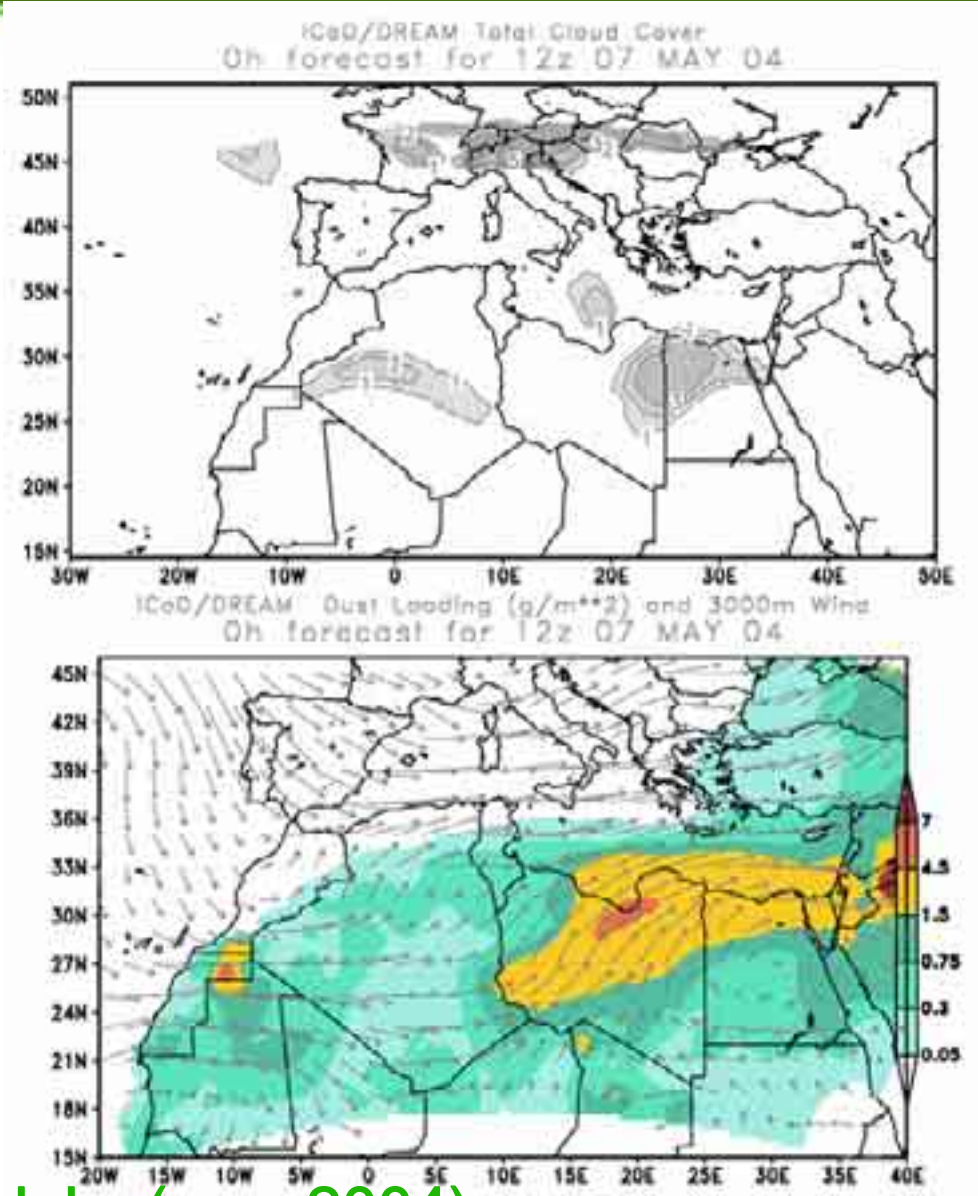 ICoD/DREAM Total Cloud Cover
0h forecast for 12z 07 MAY 04
50N
45N
40N
35N
30N
25N
20N
15N
30W 20W 10W 0 10E 20E 30E 40E 50E
ICoD/DREAM Dust Loading (g/m**2) and 3000m Wind
0h forecast for 12z 07 MAY 04
45N
42N
39N
36N
33N
30N
27N
24N
21N
18N
15N
7
4.5
1.5
0.75
0.3
0.05
20W 15W 10W 5W 0 5E 10E 15E 20E 25E 30E 35E 40E
2004)